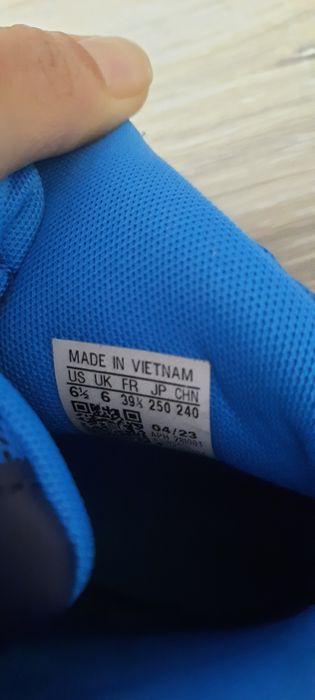 MADE IN VIETNAM
US UK FR JP CHN
6½ 6 39⅓ 250 240
04/23